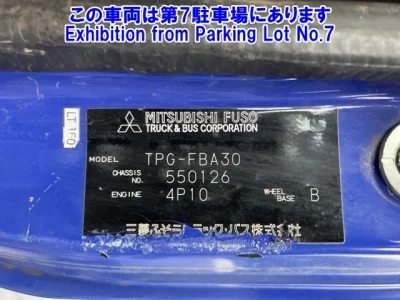 この車両は第7駐車場にあります
Exhibition from Parking Lot No.7
LT 160
MITSUBISHI FUSO
TRUCK & BUS CORPORATION
MODEL TPG-FBA30
CHASSIS NO. 550126
ENGINE 4P10 WHEEL BASE B
三菱ふそうトラック・バス株式会社